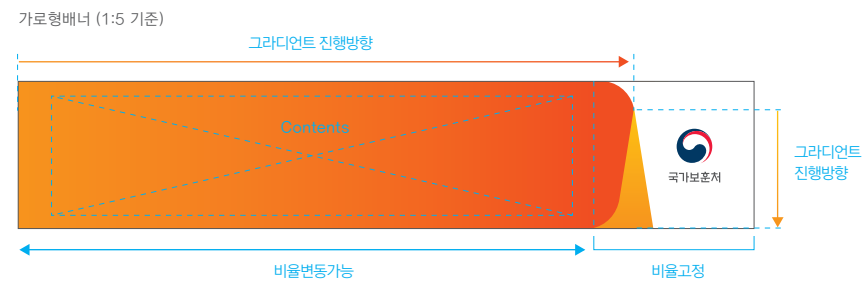 가로형배너 (1:5 기준)
그라디언트 진행방향
Contents
국가보훈처
그라디언트
진행방향
비율변동가능
비율고정